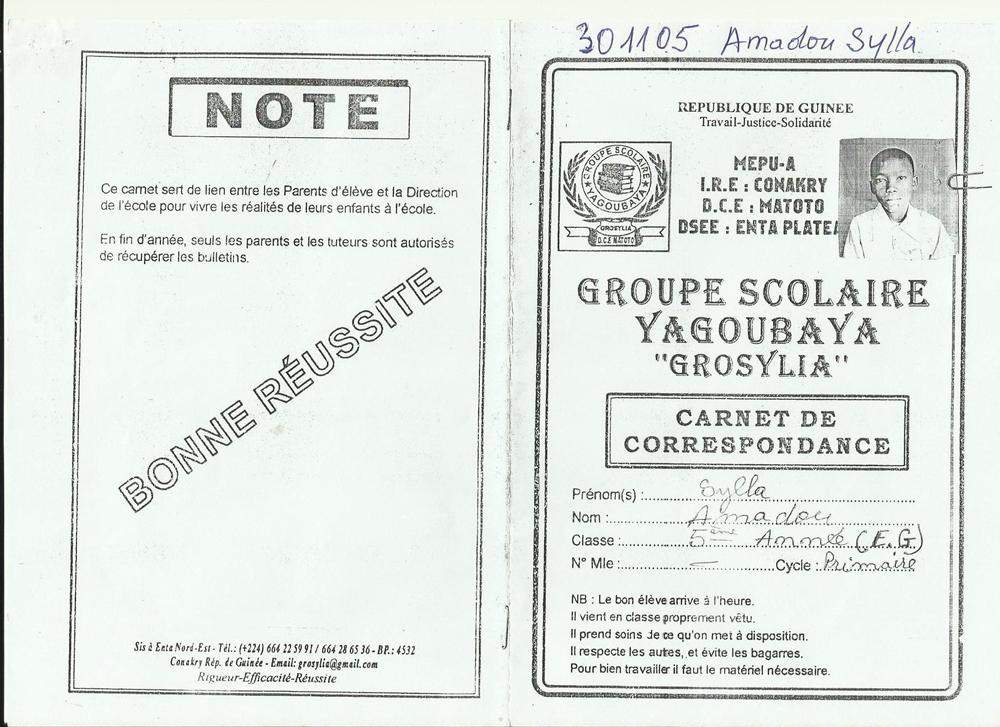 NOTE
Ce carnet sert de lien entre les Parents d'élève et la Direction
de l'école pour vivre les réalités de leurs enfants à l'école.
En fin d'année, seuls les parents et les tuteurs sont autorisés
de récupérer les bulletins.
BONNE RÉUSSITE
Sis à Enta Nord-Est - Tél.: (+224) 664 22 59 91 / 664 28 65 36 - BP.: 4532
Conakry Rép. de Guinée - Email: grosylia@gmail.com
Rigueur-Efficacité-Réussite
301105 Amadou Sylla
REPUBLIQUE DE GUINEE
Travail-Justice-Solidarité
GROUPE SCOLAIRE
YAGOUBAYA
GROSYLIA
D.C.E MATOTO
MEPU-A
I.R.E : CONAKRY
D.C.E : MATOTO
DSEE : ENTA PLATEA
GROUPE SCOLAIRE
YAGOUBAYA
"GROSYLIA"
CARNET DE
CORRESPONDANCE
Prénom(s) : Sylla
Nom : Amadou
Classe : 5ème Année (E.G)
N° Mle : — Cycle : Primaire
NB : Le bon élève arrive à l'heure.
Il vient en classe proprement vêtu.
Il prend soins de ce qu'on met à disposition.
Il respecte les autres, et évite les bagarres.
Pour bien travailler il faut le matériel nécessaire.